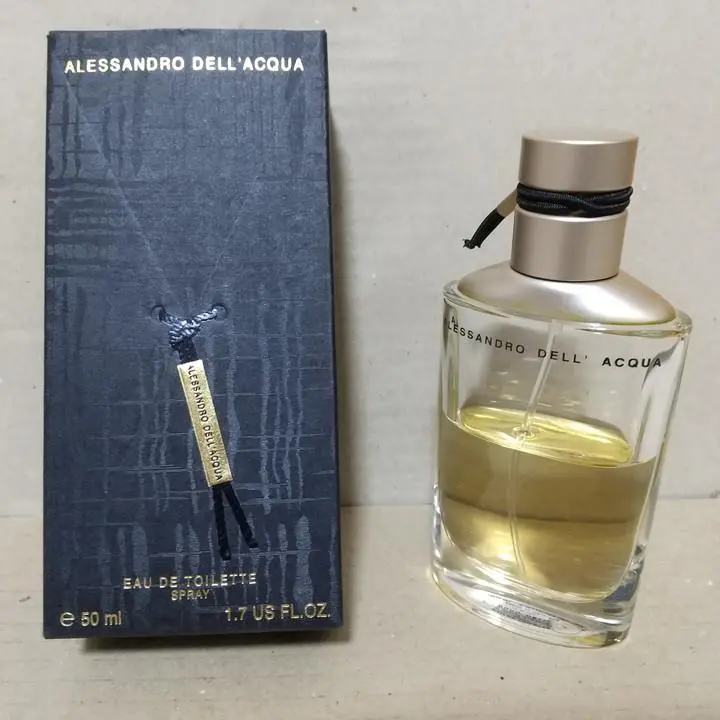 ALESSANDRO DELL'ACQUA
ALESSANDRO DELL'ACQUA
EAU DE TOILETTE
SPRAY
e 50 ml 1.7 US FL.OZ.
ALESSANDRO DELL' ACQUA